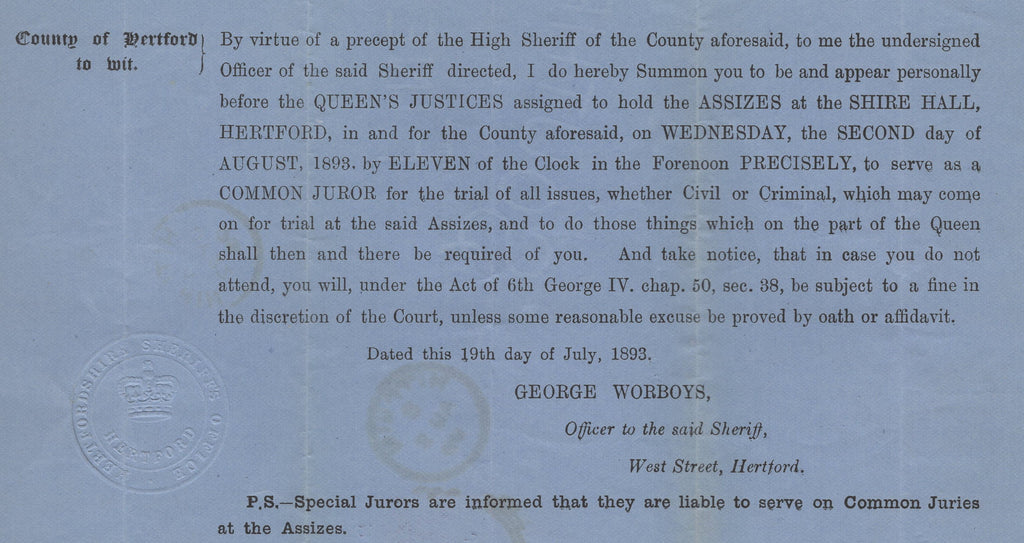 County of Hertford
to wit.
By virtue of a precept of the High Sheriff of the County aforesaid, to me the undersigned
Officer of the said Sheriff directed, I do hereby Summon you to be and appear personally
before the QUEEN'S JUSTICES assigned to hold the ASSIZES at the SHIRE HALL,
HERTFORD, in and for the County aforesaid, on WEDNESDAY, the SECOND day of
AUGUST, 1893. by ELEVEN of the Clock in the Forenoon PRECISELY, to serve as a
COMMON JUROR for the trial of all issues, whether Civil or Criminal, which may come
on for trial at the said Assizes, and to do those things which on the part of the Queen
shall then and there be required of you. And take notice, that in case you do not
attend, you will, under the Act of 6th George IV. chap. 50, sec. 38, be subject to a fine in
the discretion of the Court, unless some reasonable excuse be proved by oath or affidavit.
Dated this 19th day of July, 1893.
GEORGE WORBOYS,
Officer to the said Sheriff,
West Street, Hertford.
HERTFORDSHIRE SHERIFF'S OFFICE
HERTFORD
P.S.—Special Jurors are informed that they are liable to serve on Common Juries
at the Assizes.